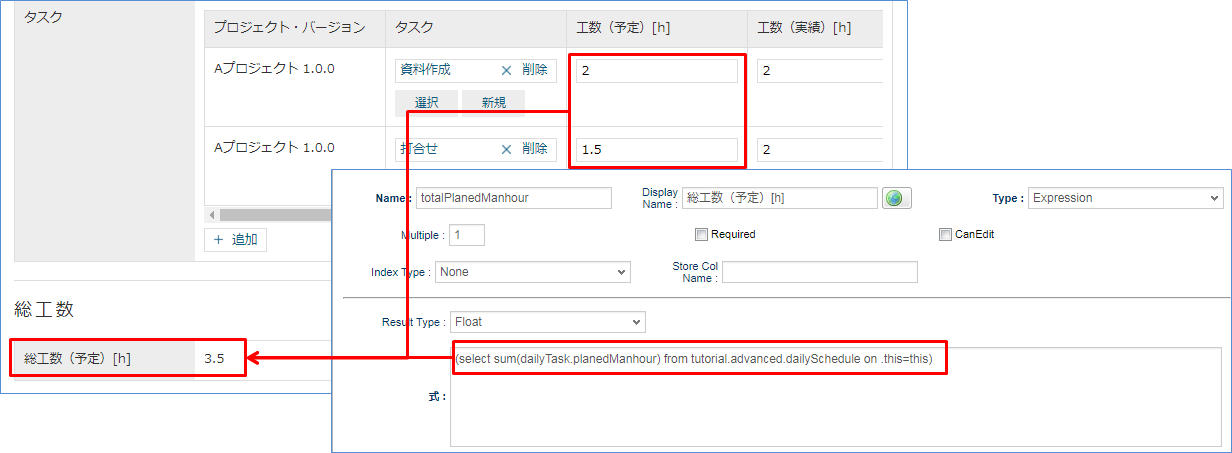 タスク
プロジェクト・バージョン タスク 工数（予定）[h] 工数（実績）[h]
Aプロジェクト 1.0.0 資料作成 × 削除 2 2
選択 新規
Aプロジェクト 1.0.0 打合せ × 削除 1.5 2
＋ 追加
総工数
総工数（予定）[h] 3.5
Name : totalPlanedManhour Display Name : 総工数（予定）[h] Type : Expression
Multiple : 1 Required CanEdit
Index Type : None Store Col Name :
Result Type : Float
(select sum(dailyTask.planedManhour) from tutorial.advanced.dailySchedule on .this=this)
式 :